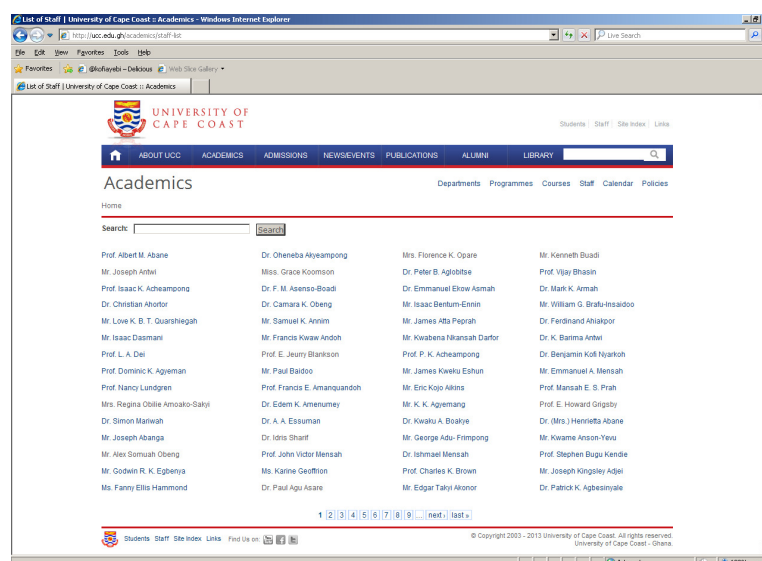 List of Staff | University of Cape Coast :: Academics - Windows Internet Explorer
http://ucc.edu.gh/academics/staff-list
Live Search
File Edit View Favorites Tools Help
Favorites @kofiayebi – Delicious Web Slice Gallery
List of Staff | University of Cape Coast :: Academics
UNIVERSITY OF
CAPE COAST
Students | Staff | Site Index | Links
ABOUT UCC ACADEMICS ADMISSIONS NEWS/EVENTS PUBLICATIONS ALUMNI LIBRARY
Academics
Departments Programmes Courses Staff Calendar Policies
Home
Search: Search
Prof. Albert M. Abane Dr. Oheneba Akyeampong Mrs. Florence K. Opare Mr. Kenneth Buadi
Mr. Joseph Antwi Miss. Grace Koomson Dr. Peter B. Aglobitse Prof. Vijay Bhasin
Prof. Isaac K. Acheampong Dr. F. M. Asenso-Boadi Dr. Emmanuel Ekow Asmah Dr. Mark K. Armah
Dr. Christian Ahortor Dr. Camara K. Obeng Mr. Isaac Bentum-Ennin Mr. William G. Brafu-Insaidoo
Mr. Love K. B. T. Quarshiegah Mr. Samuel K. Annim Mr. James Atta Peprah Dr. Ferdinand Ahiakpor
Mr. Isaac Dasmani Mr. Francis Kwaw Andoh Mr. Kwabena Nkansah Darfor Dr. K. Barima Antwi
Prof. L. A. Dei Prof. E. Jeurry Blankson Prof. P. K. Acheampong Dr. Benjamin Kofi Nyarkoh
Prof. Dominic K. Agyeman Mr. Paul Baidoo Mr. James Kweku Eshun Mr. Emmanuel A. Mensah
Prof. Nancy Lundgren Prof. Francis E. Amanquandoh Mr. Eric Kojo Aikins Prof. Mansah E. S. Prah
Mrs. Regina Obilie Amoako-Sakyi Dr. Edem K. Amenumey Mr. K. K. Agyemang Prof. E. Howard Grigsby
Dr. Simon Mariwah Dr. A. A. Essuman Dr. Kwaku A. Boakye Dr. (Mrs.) Henrietta Abane
Mr. Joseph Abanga Dr. Idris Sharif Mr. George Adu- Frimpong Mr. Kwame Anson-Yevu
Mr. Alex Somuah Obeng Prof. John Victor Mensah Dr. Ishmael Mensah Prof. Stephen Bugu Kendie
Mr. Godwin R. K. Egbenya Ms. Karine Geoffrion Prof. Charles K. Brown Mr. Joseph Kingsley Adjei
Ms. Fanny Ellis Hammond Dr. Paul Agu Asare Mr. Edgar Takyi Akonor Dr. Patrick K. Agbesinyale
1 2 3 4 5 6 7 8 9 … next › last »
Students Staff Site Index Links Find Us on:
© Copyright 2003 - 2013 University of Cape Coast. All rights reserved.
University of Cape Coast - Ghana.